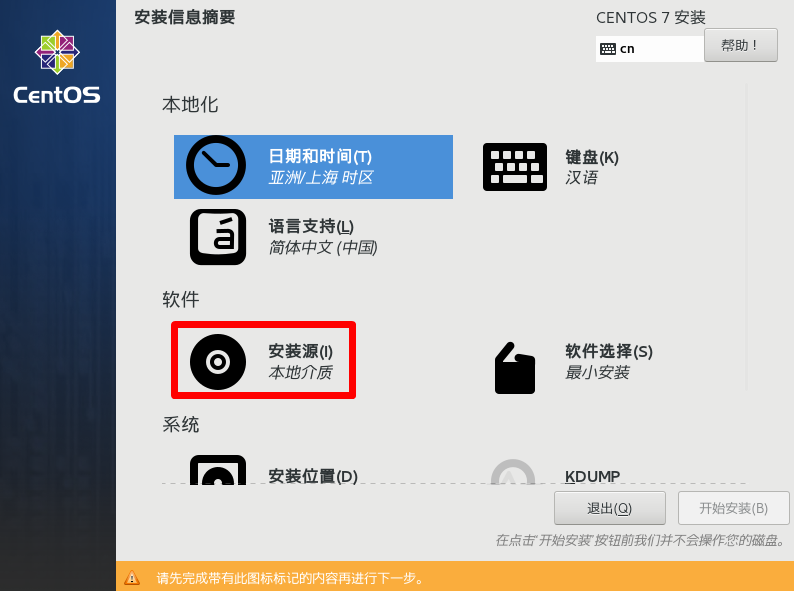 安装信息摘要
CENTOS 7 安装
cn
帮助！
CentOS
本地化
日期和时间(T)
亚洲/上海 时区
键盘(K)
汉语
á
语言支持(L)
简体中文 (中国)
软件
安装源(I)
本地介质
软件选择(S)
最小安装
系统
安装位置(D)
KDUMP
退出(Q)
开始安装(B)
在点击'开始安装'按钮前我们并不会操作您的磁盘。
请先完成带有此图标标记的内容再进行下一步。